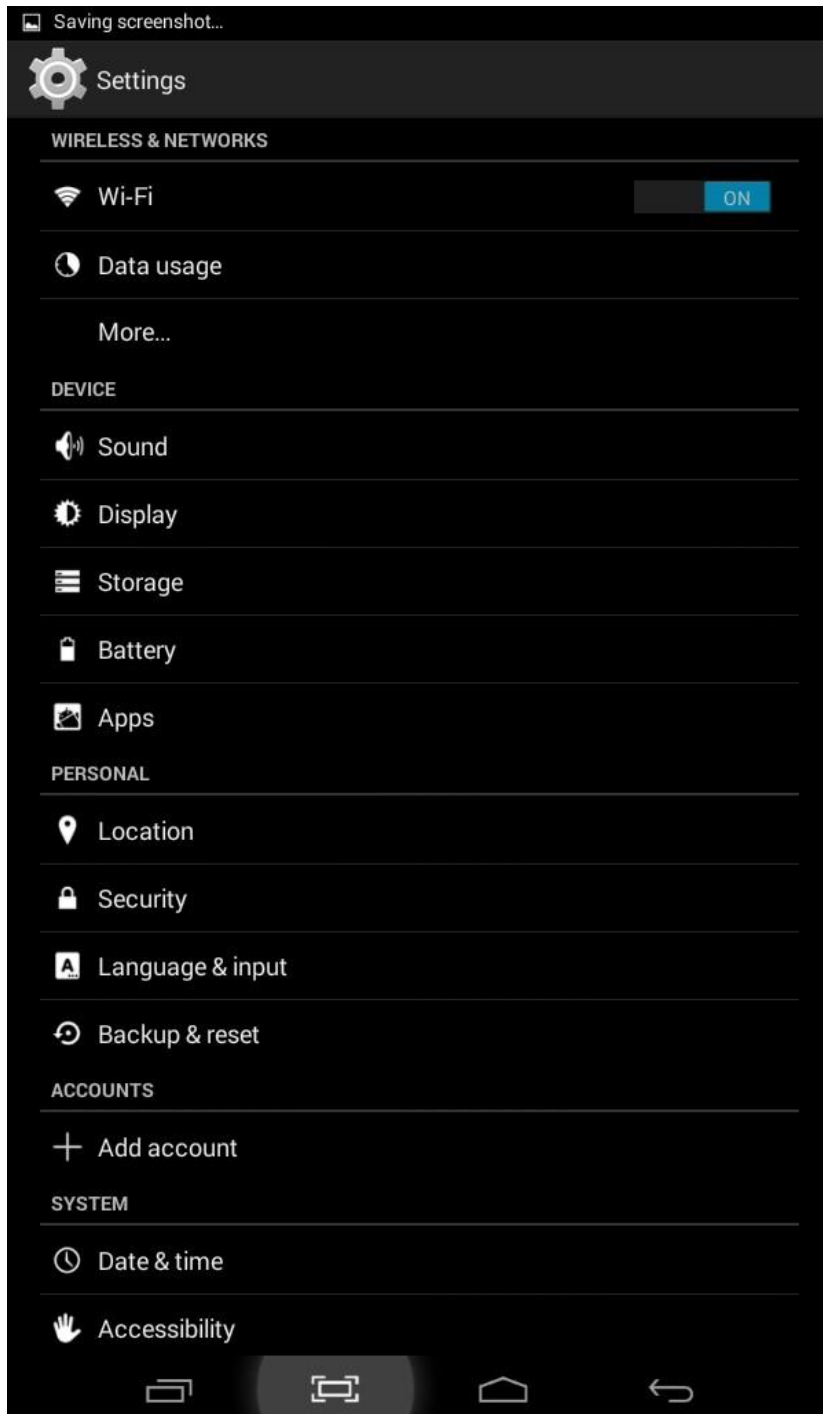 Saving screenshot...
Settings
WIRELESS & NETWORKS
Wi-Fi
ON
Data usage
More...
DEVICE
Sound
Display
Storage
Battery
Apps
PERSONAL
Location
Security
A
Language & input
Backup & reset
ACCOUNTS
Add account
SYSTEM
Date & time
Accessibility